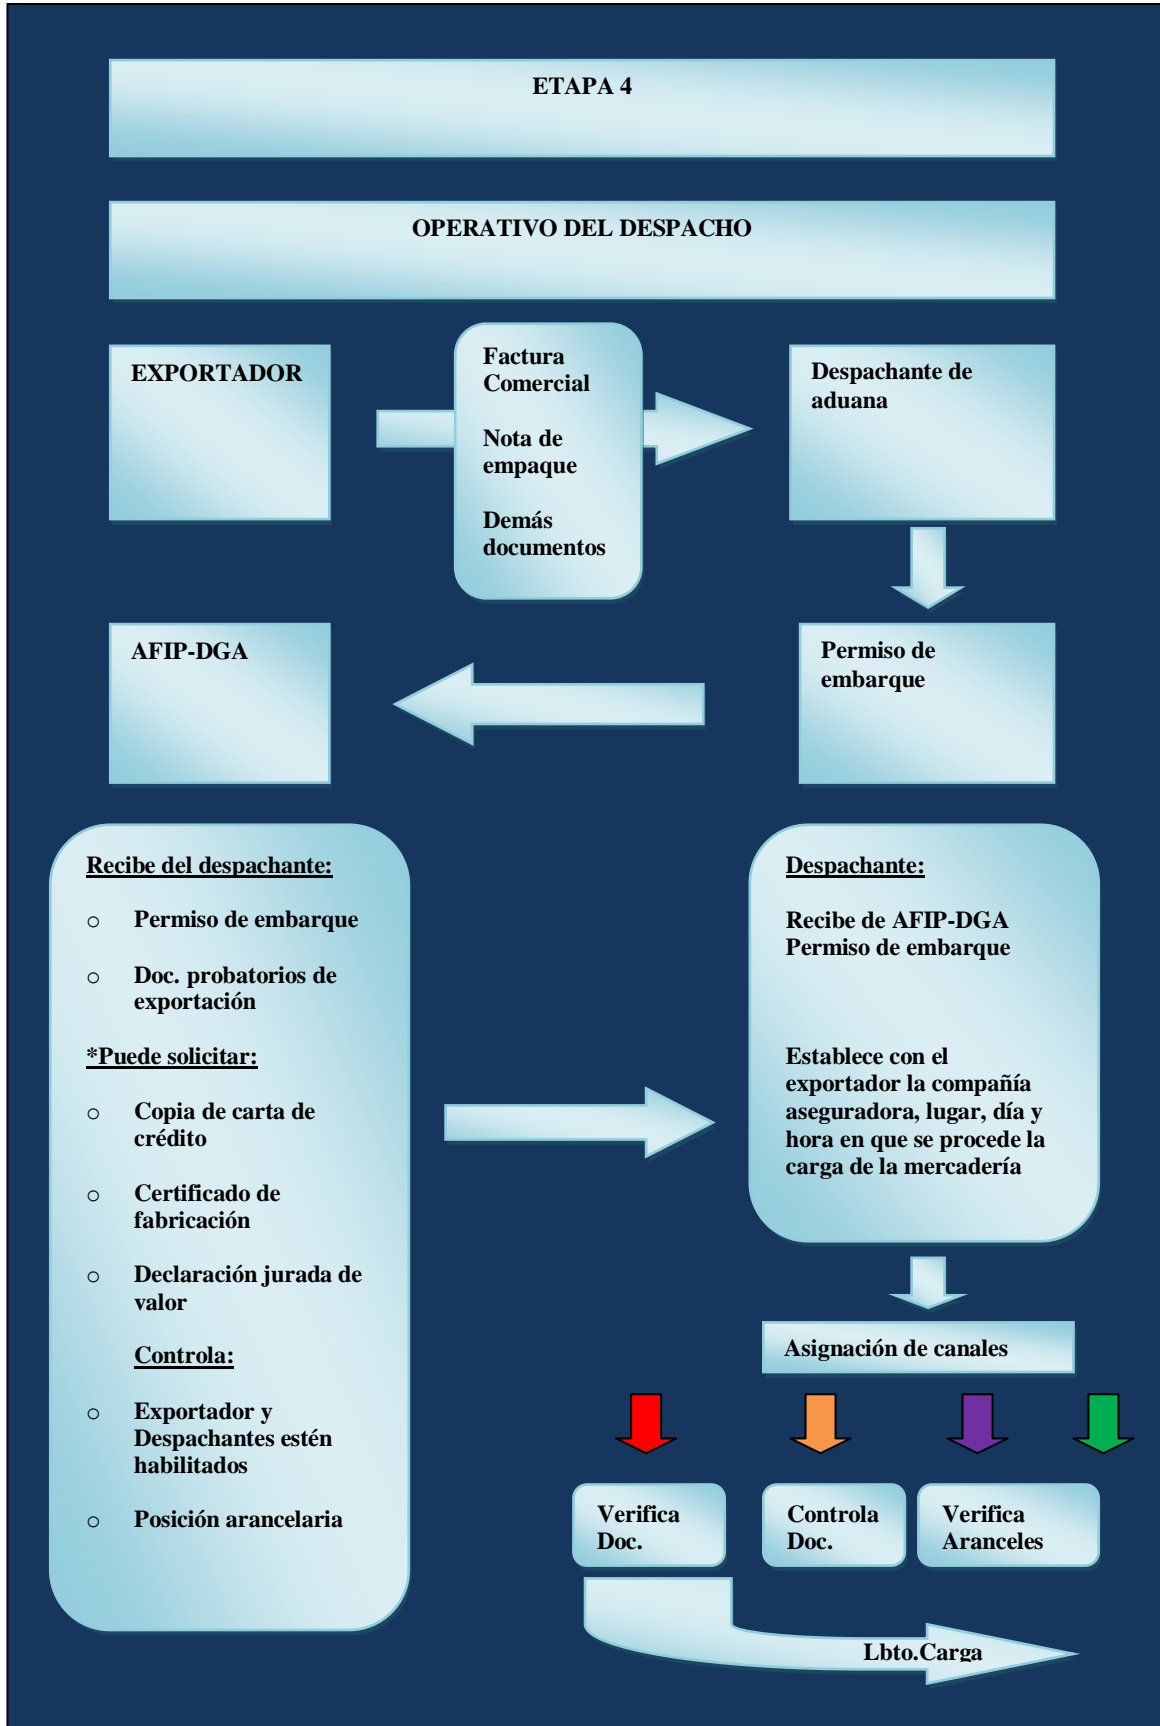 ETAPA 4
OPERATIVO DEL DESPACHO
EXPORTADOR
Factura
Comercial
Nota de
empaque
Demás
documentos
Despachante de
aduana
AFIP-DGA
Permiso de
embarque
Recibe del despachante:
o Permiso de embarque
o Doc. probatorios de
exportación
*Puede solicitar:
o Copia de carta de
crédito
o Certificado de
fabricación
o Declaración jurada de
valor
Controla:
o Exportador y
Despachantes estén
habilitados
o Posición arancelaria
Despachante:
Recibe de AFIP-DGA
Permiso de embarque
Establece con el
exportador la compañía
aseguradora, lugar, día y
hora en que se procede la
carga de la mercadería
Asignación de canales
Verifica
Doc.
Controla
Doc.
Verifica
Aranceles
Lbto.Carga